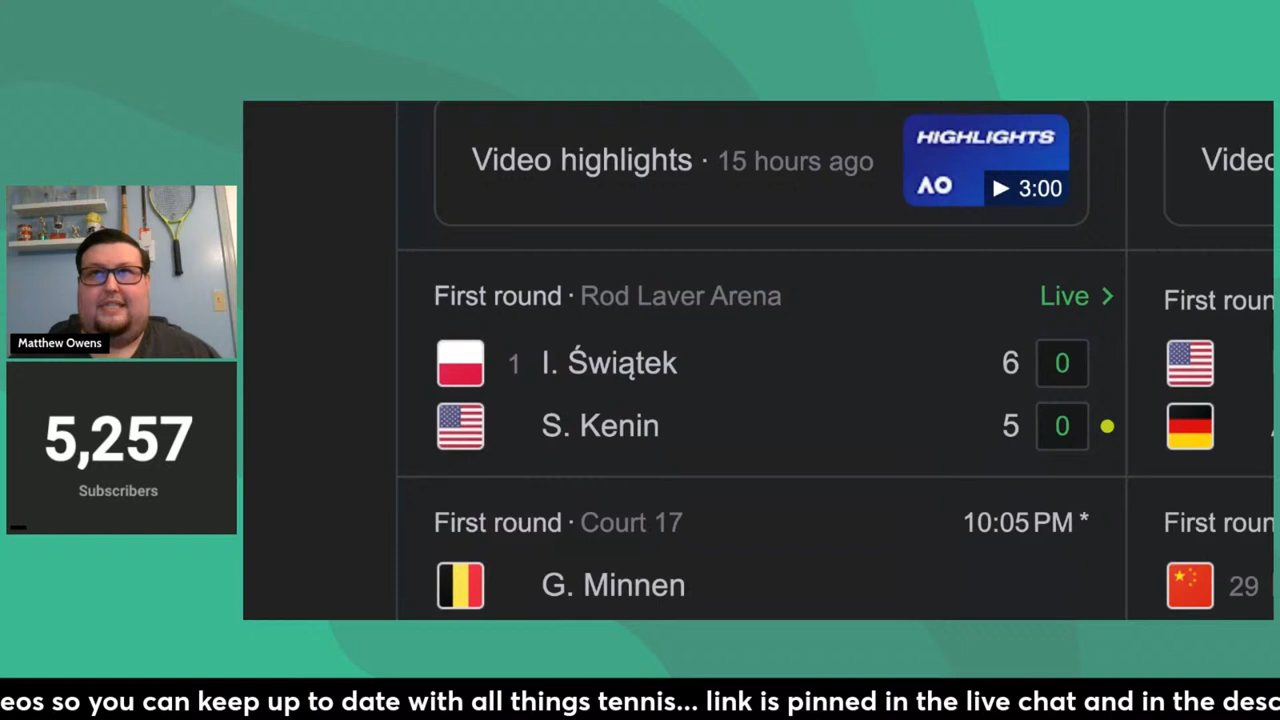 HIGHLIGHTS
Video highlights · 15 hours ago
AO
▶ 3:00
Video
First round · Rod Laver Arena
Live >
First roun
1 I. Świątek 6 0
S. Kenin 5 0
Matthew Owens
5,257
Subscribers
First round · Court 17
10:05 PM *
First roun
G. Minnen
29
eos so you can keep up to date with all things tennis... link is pinned in the live chat and in the desc